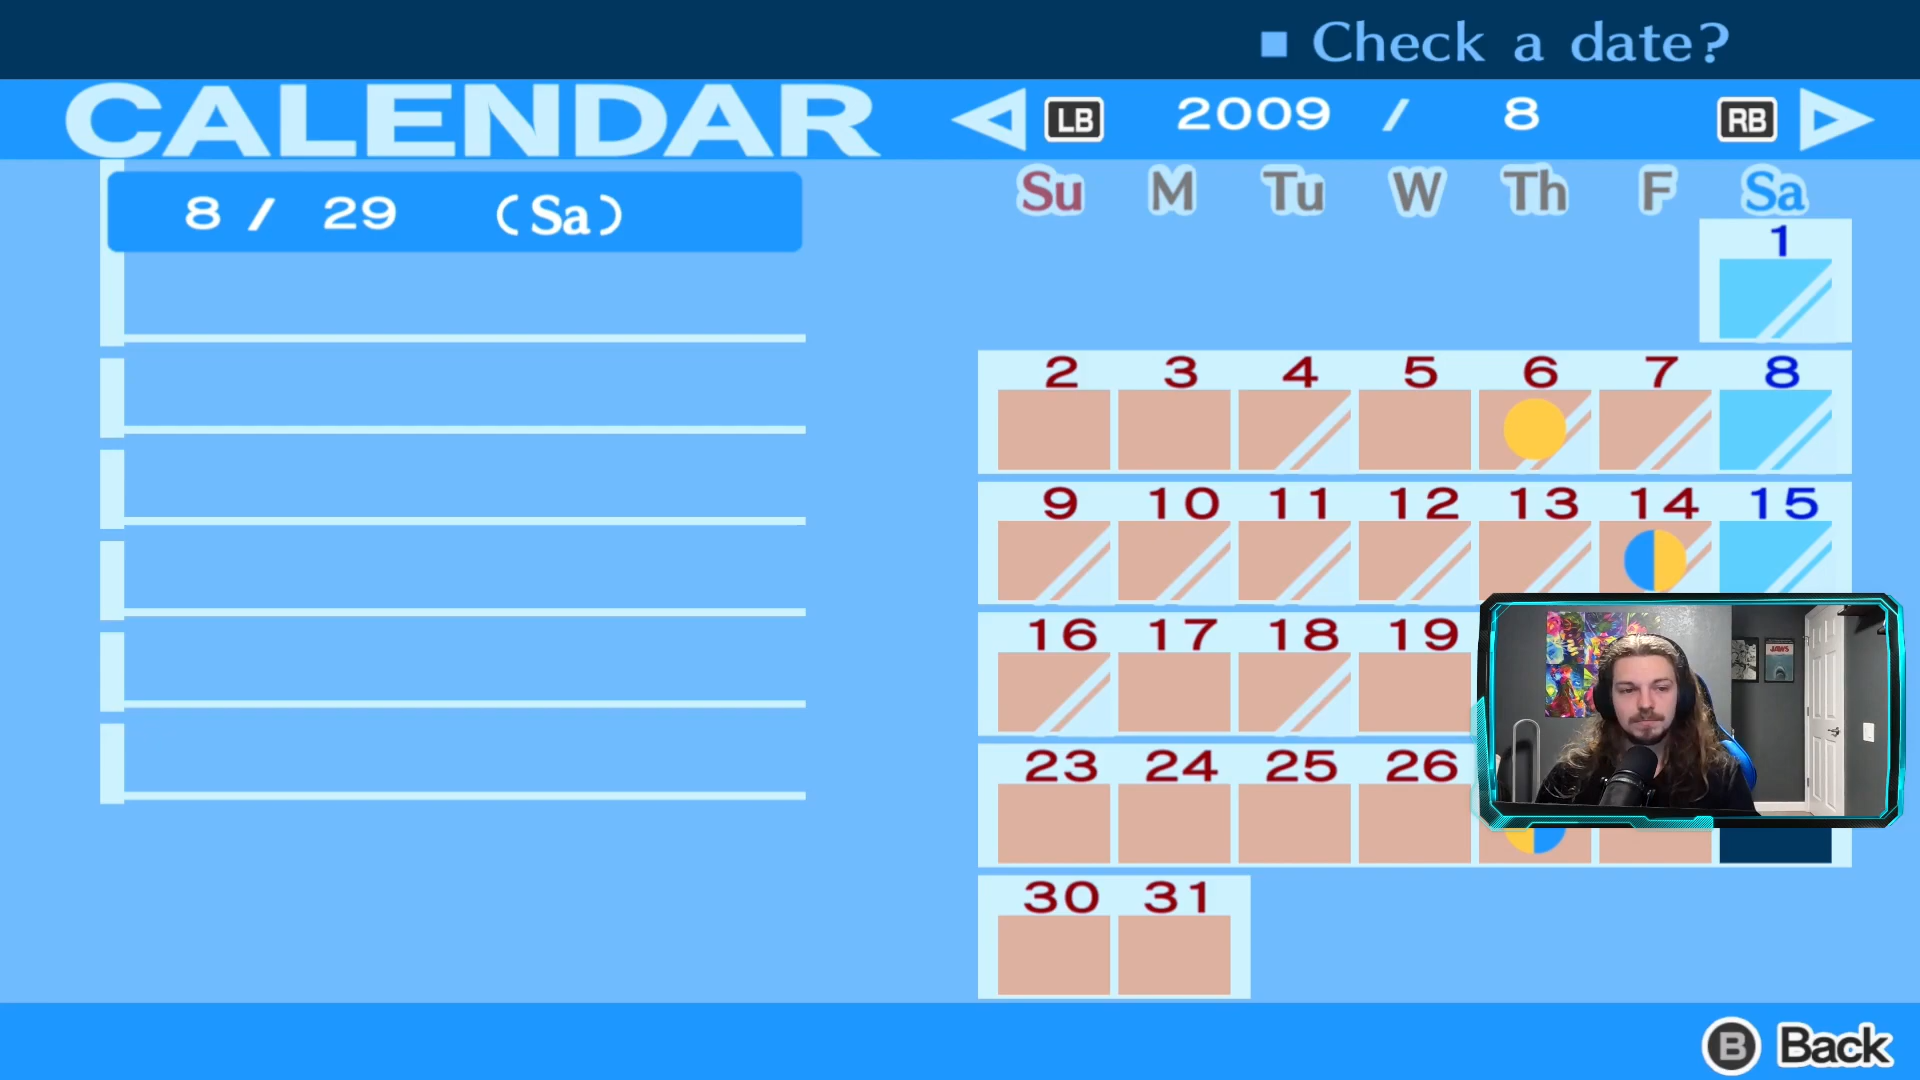 ■ Check a date?
CALENDAR
LB 2009 / 8 RB
8 / 29 (Sa)
Su M Tu W Th F Sa
1
2 3 4 5 6 7 8
9 10 11 12 13 14 15
16 17 18 19
23 24 25 26
30 31
JAWS
B Back